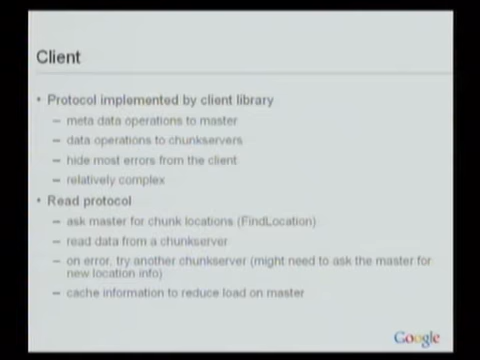 Client
• Protocol implemented by client library
– meta data operations to master
– data operations to chunkservers
– hide most errors from the client
– relatively complex
• Read protocol
– ask master for chunk locations (FindLocation)
– read data from a chunkserver
– on error, try another chunkserver (might need to ask the master for
new location info)
– cache information to reduce load on master
Google